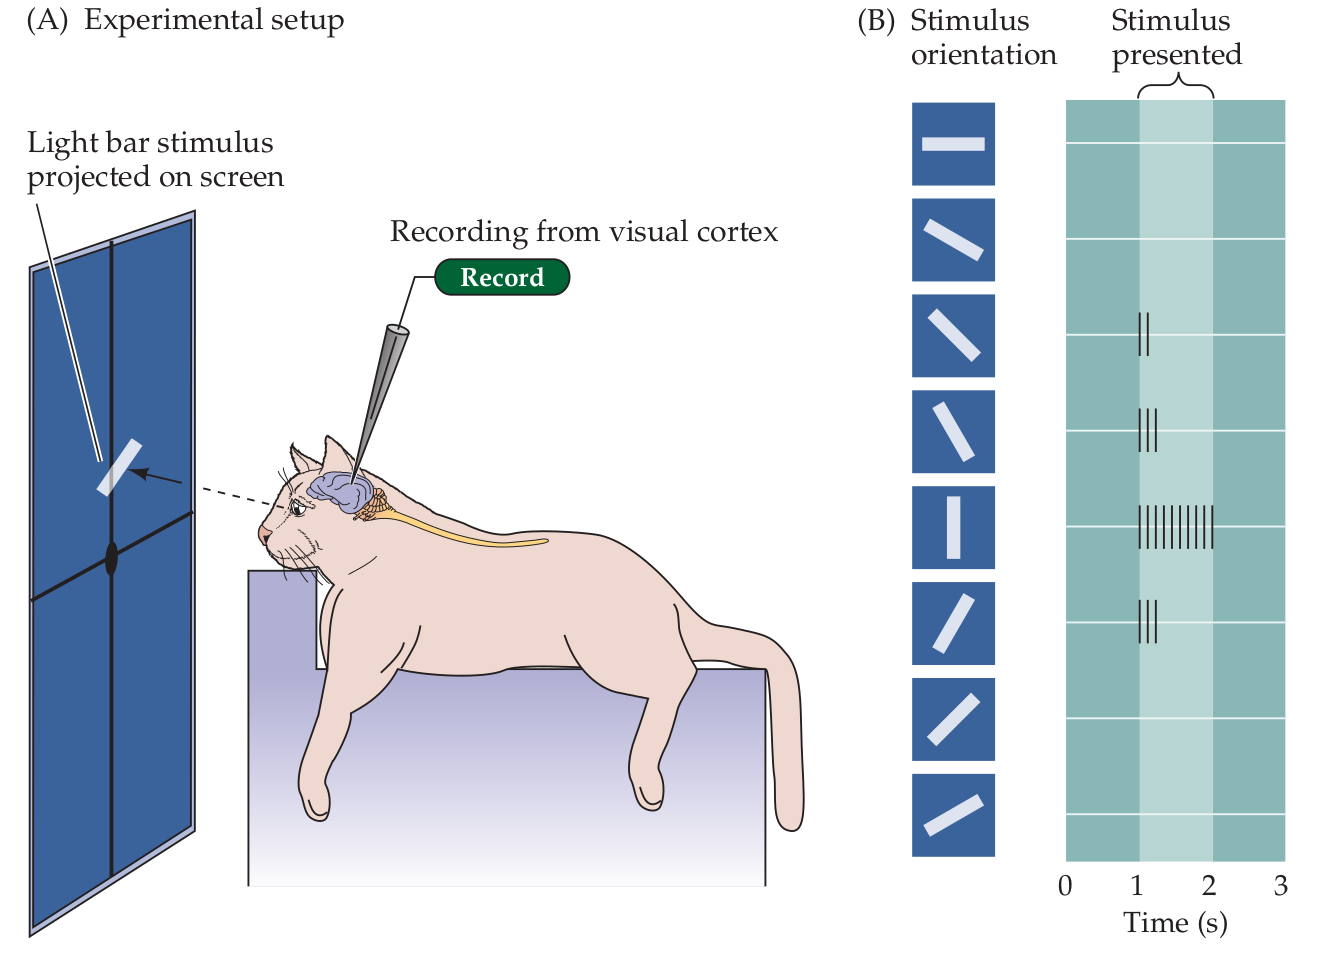 (A) Experimental setup
Light bar stimulus
projected on screen
Recording from visual cortex
Record
(B) Stimulus
orientation
Stimulus
presented
0 1 2 3
Time (s)